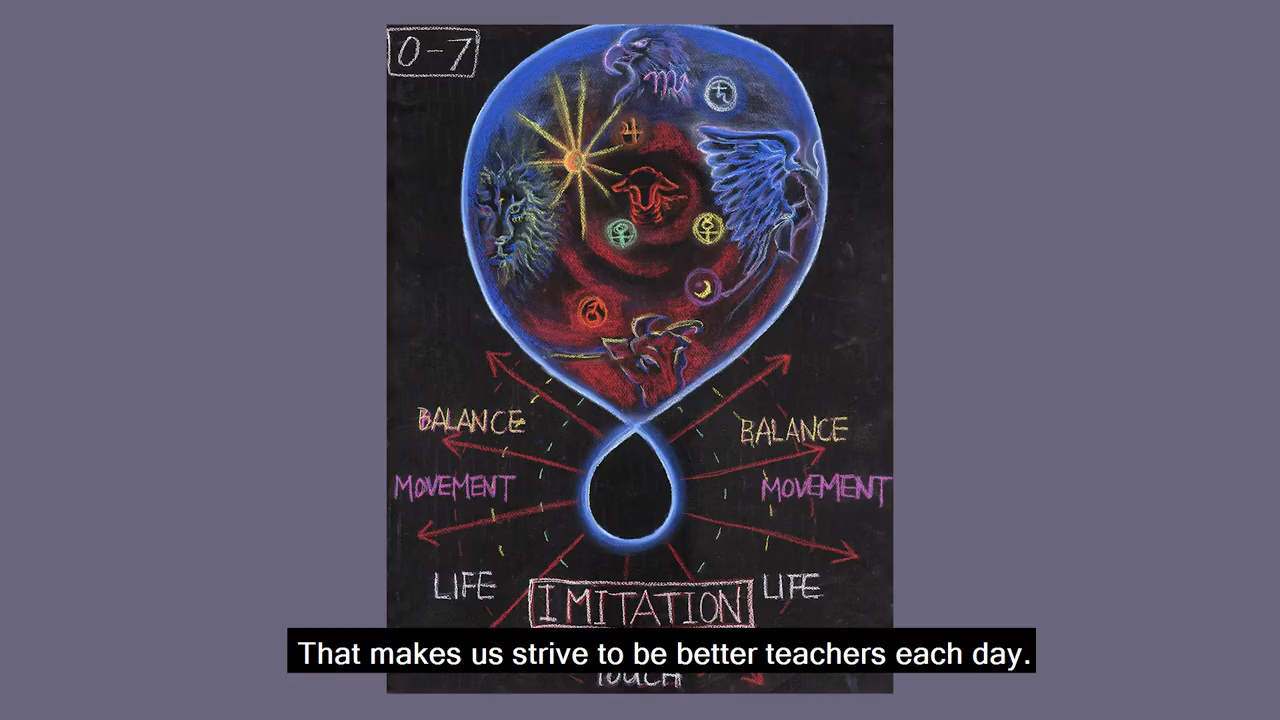 0-7
BALANCE BALANCE
MOVEMENT MOVEMENT
LIFE LIFE
IMITATION
That makes us strive to be better teachers each day.
TOUCH